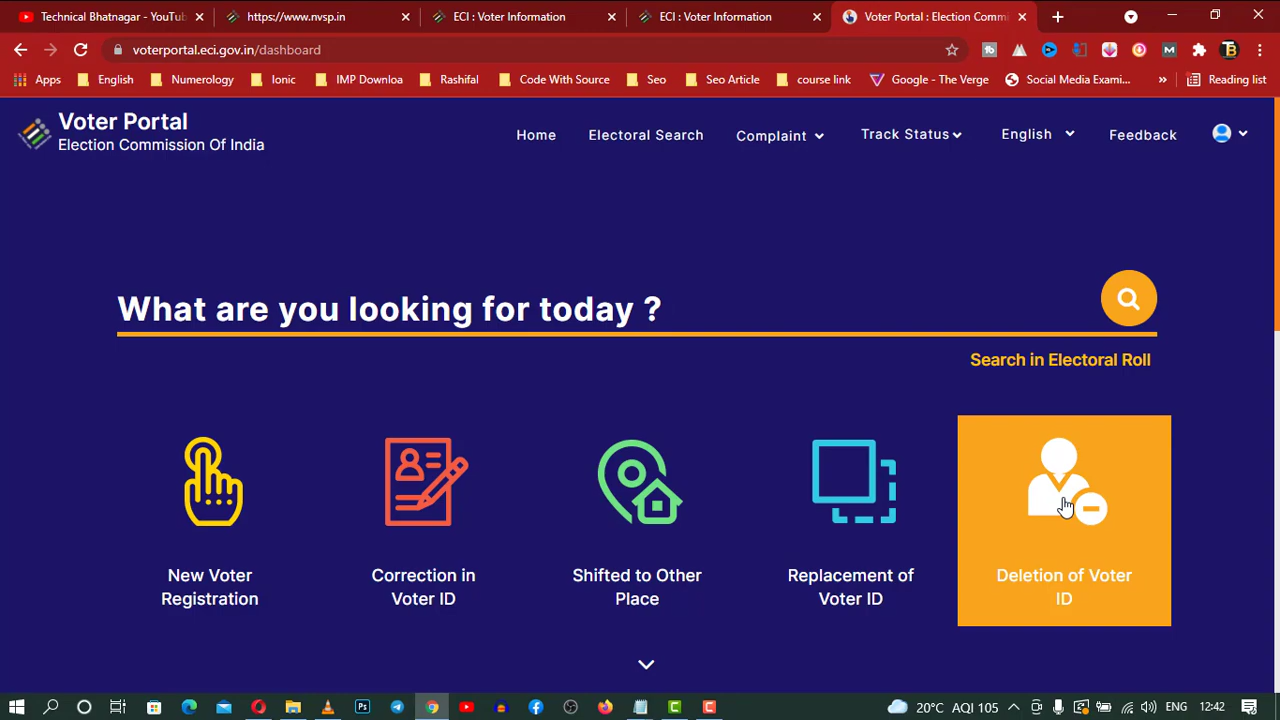 Technical Bhatnagar - YouTub
https://www.nvsp.in
ECI : Voter Information
ECI : Voter Information
Voter Portal : Election Commi
voterportal.eci.gov.in/dashboard
Apps
English
Numerology
Ionic
IMP Downloa
Rashifal
Code With Source
Seo
Seo Article
course link
Google - The Verge
Social Media Exami...
Reading list
Voter Portal
Election Commission Of India
Home
Electoral Search
Complaint
Track Status
English
Feedback
What are you looking for today ?
Search in Electoral Roll
New Voter
Registration
Correction in
Voter ID
Shifted to Other
Place
Replacement of
Voter ID
Deletion of Voter
ID
Ps
20°C AQI 105
ENG
12:42